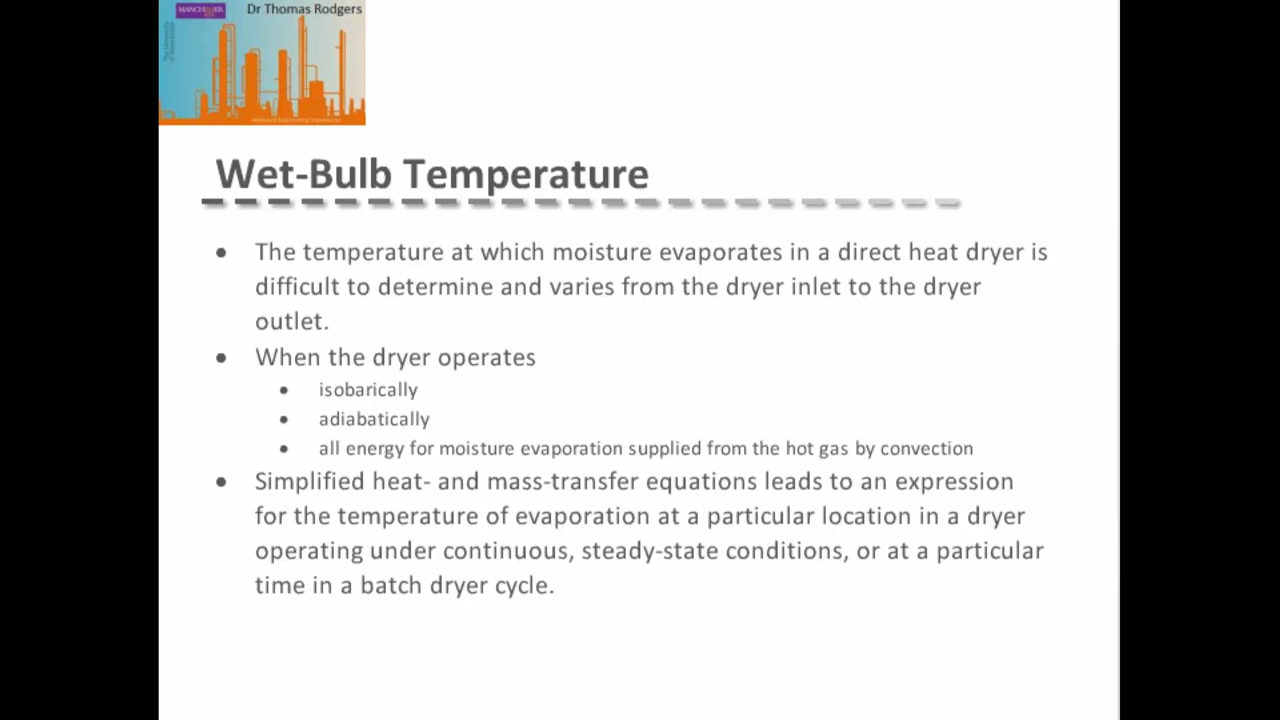 MANCHESTER
Dr Thomas Rodgers
Wet-Bulb Temperature
• The temperature at which moisture evaporates in a direct heat dryer is
difficult to determine and varies from the dryer inlet to the dryer
outlet.
• When the dryer operates
• isobarically
• adiabatically
• all energy for moisture evaporation supplied from the hot gas by convection
• Simplified heat- and mass-transfer equations leads to an expression
for the temperature of evaporation at a particular location in a dryer
operating under continuous, steady-state conditions, or at a particular
time in a batch dryer cycle.